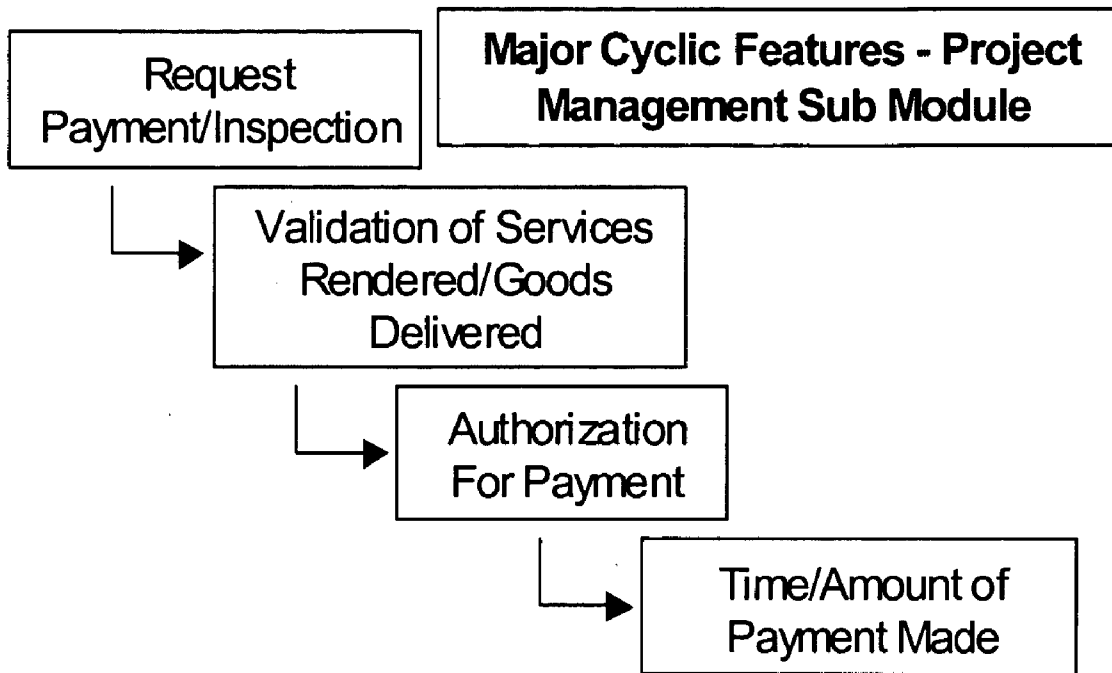 Request
Payment/Inspection
Major Cyclic Features - Project
Management Sub Module
Validation of Services
Rendered/Goods
Delivered
Authorization
For Payment
Time/Amount of
Payment Made